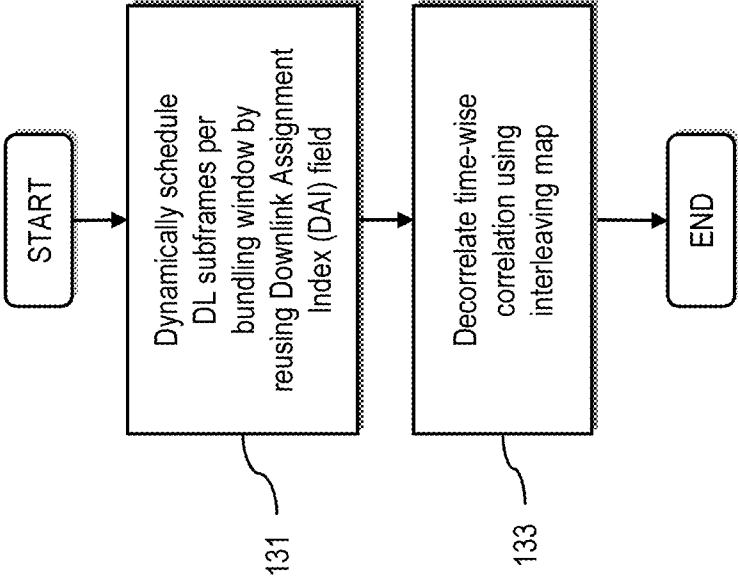 START
Dynamically schedule
DL subframes per
bundling window by
reusing Downlink Assignment
Index (DAI) field
131
Decorrelate time-wise
correlation using
interleaving map
133
END